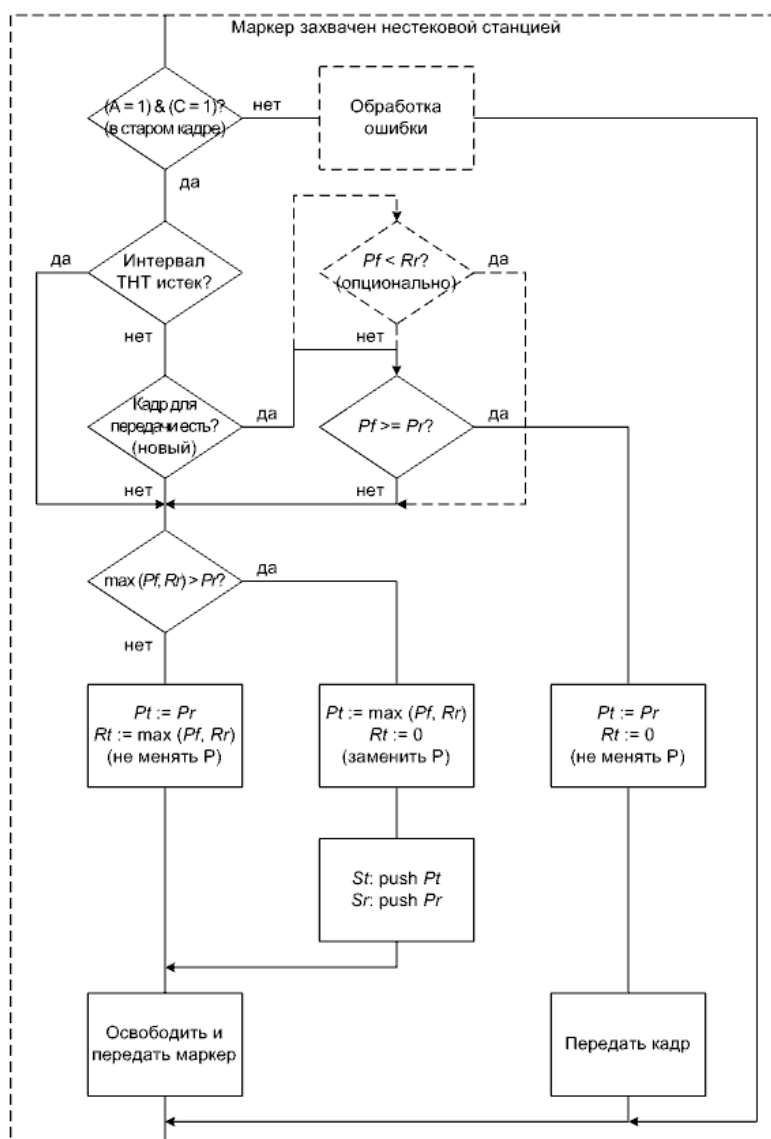 Маркер захвачен нестековой станцией
(A = 1) & (C = 1)?
(в старом кадре)
нет
Обработка
ошибки
да
да
Интервал
THT истек?
Pf < Rr?
(опционально)
да
нет
нет
Кадр для
передачи есть?
(новый)
да
Pf >= Pr?
да
нет
нет
max (Pf, Rr) > Pr?
да
нет
Pt := Pr
Rt := max (Pf, Rr)
(не менять P)
Pt := max (Pf, Rr)
Rt := 0
(заменить P)
Pt := Pr
Rt := 0
(не менять P)
St: push Pt
Sr: push Pr
Освободить и
передать маркер
Передать кадр